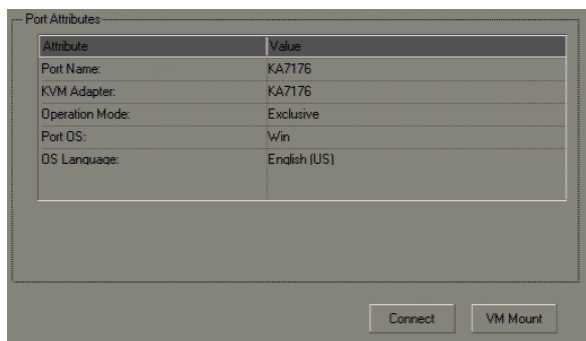 Port Attributes
Attribute Value
Port Name: KA7176
KVM Adapter: KA7176
Operation Mode: Exclusive
Port OS: Win
OS Language: English (US)
Connect VM Mount